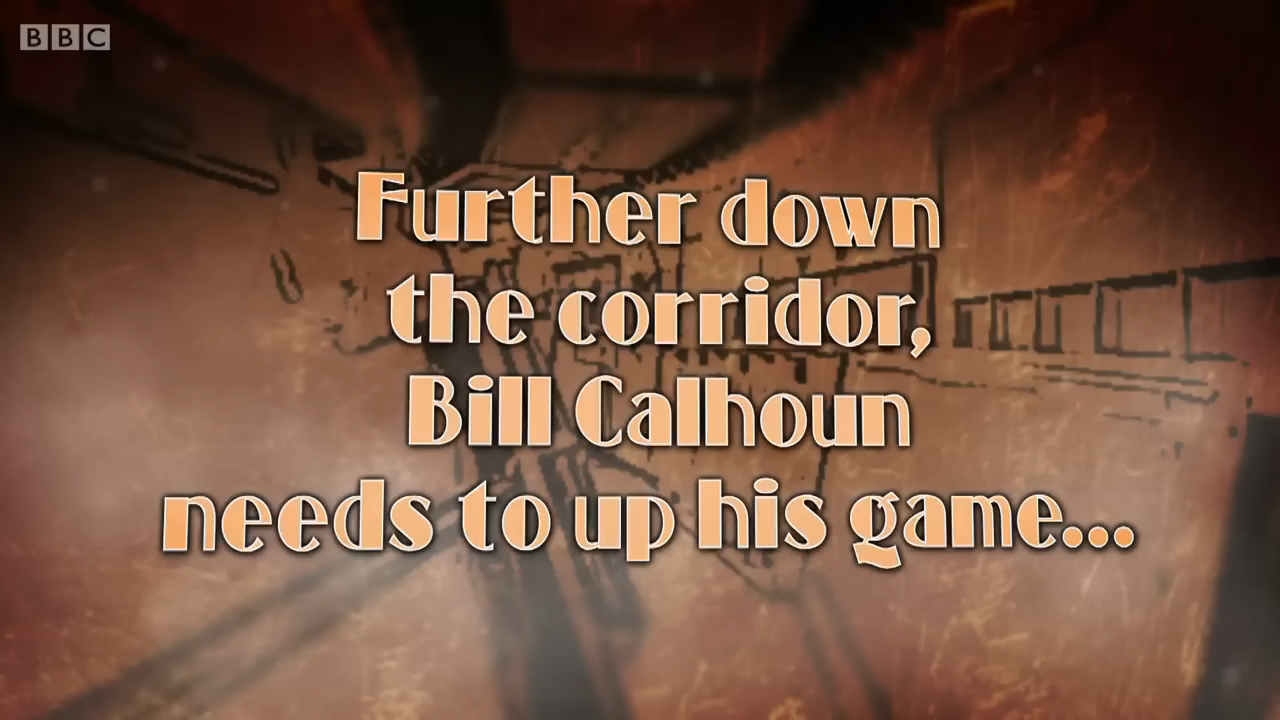 BBC
Further down
the corridor,
Bill Calhoun
needs to up his game...